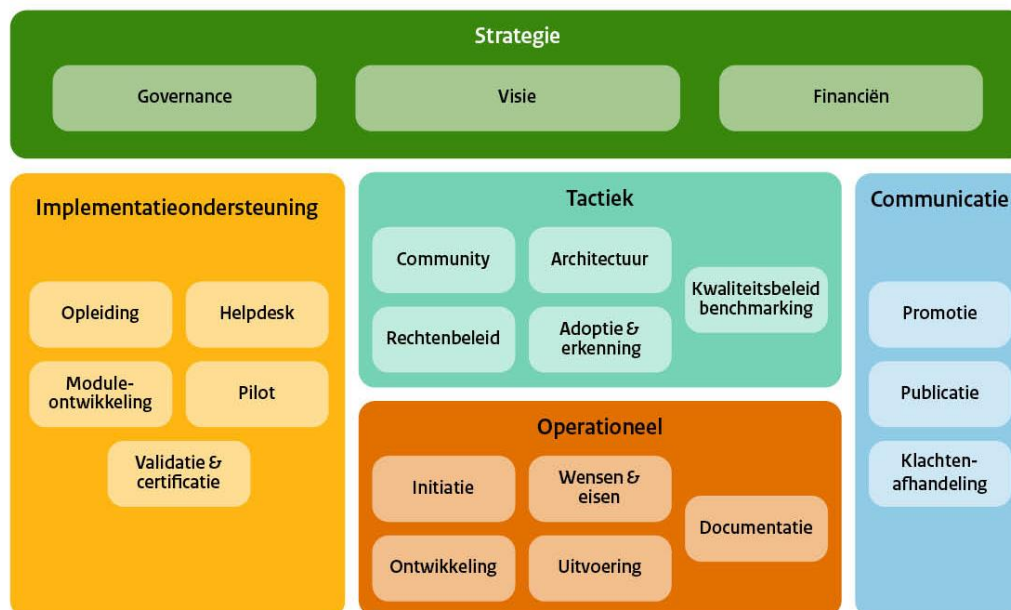 Strategie
Governance
Visie
Financiën
Implementatieondersteuning
Opleiding
Helpdesk
Module-
ontwikkeling
Pilot
Validatie &
certificatie
Tactiek
Community
Architectuur
Rechtenbeleid
Adoptie &
erkenning
Kwaliteitsbeleid
benchmarking
Operationeel
Initiatie
Wensen &
eisen
Ontwikkeling
Uitvoering
Documentatie
Communicatie
Promotie
Publicatie
Klachten-
afhandeling